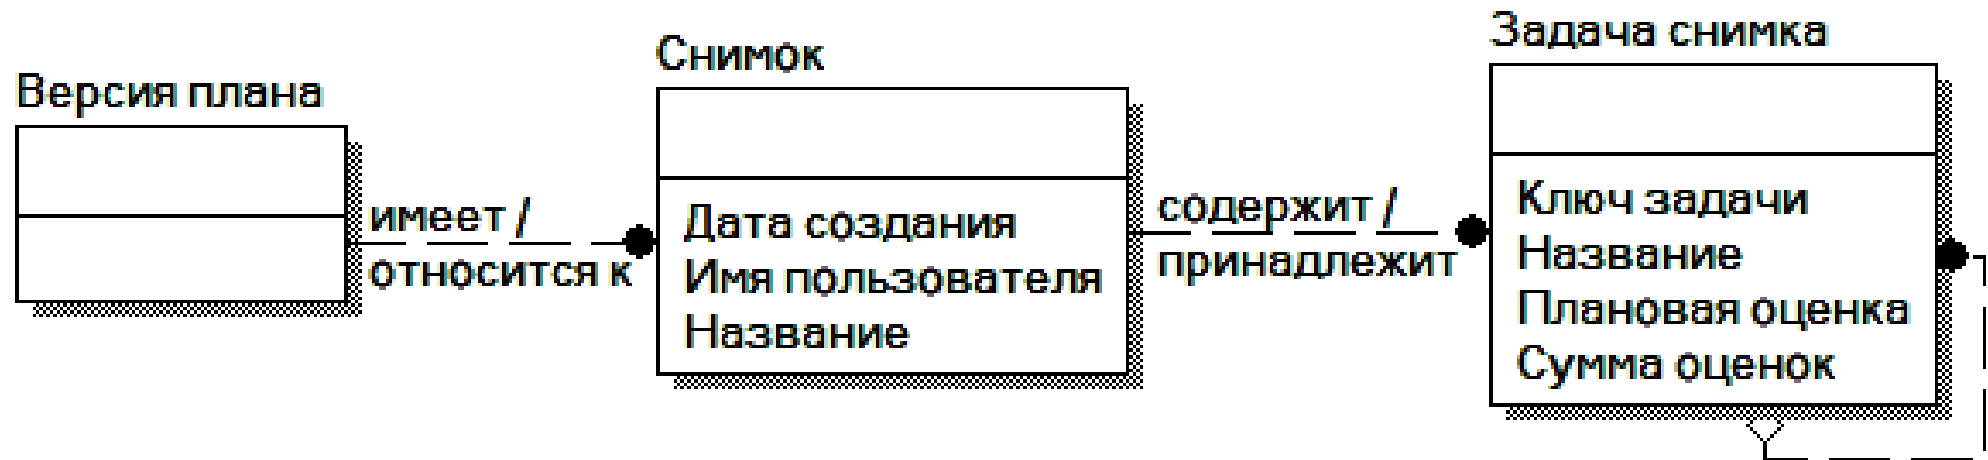 Версия плана
имеет /
относится к
Снимок
Дата создания
Имя пользователя
Название
содержит /
принадлежит
Задача снимка
Ключ задачи
Название
Плановая оценка
Сумма оценок